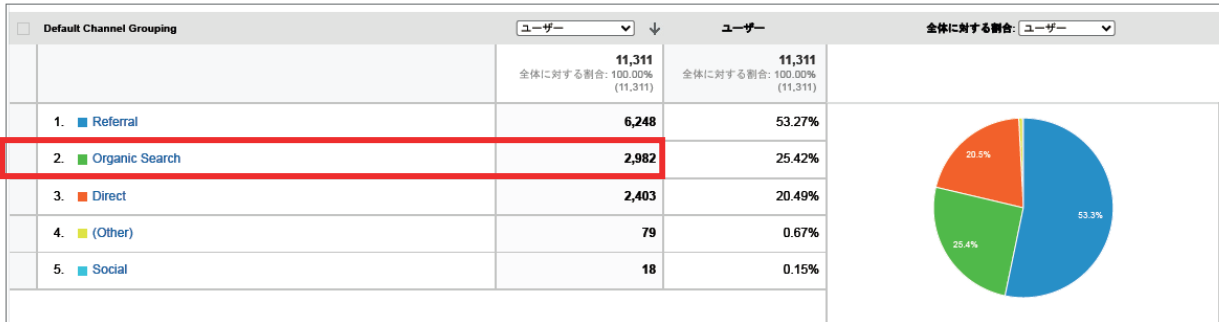 Default Channel Grouping ユーザー ユーザー 全体に対する割合: ユーザー
11,311 11,311
全体に対する割合: 100.00% 全体に対する割合: 100.00%
(11,311) (11,311)
1. Referral 6,248 53.27%
2. Organic Search 2,982 25.42%
3. Direct 2,403 20.49%
4. (Other) 79 0.67%
5. Social 18 0.15%
20.5%
53.3%
25.4%